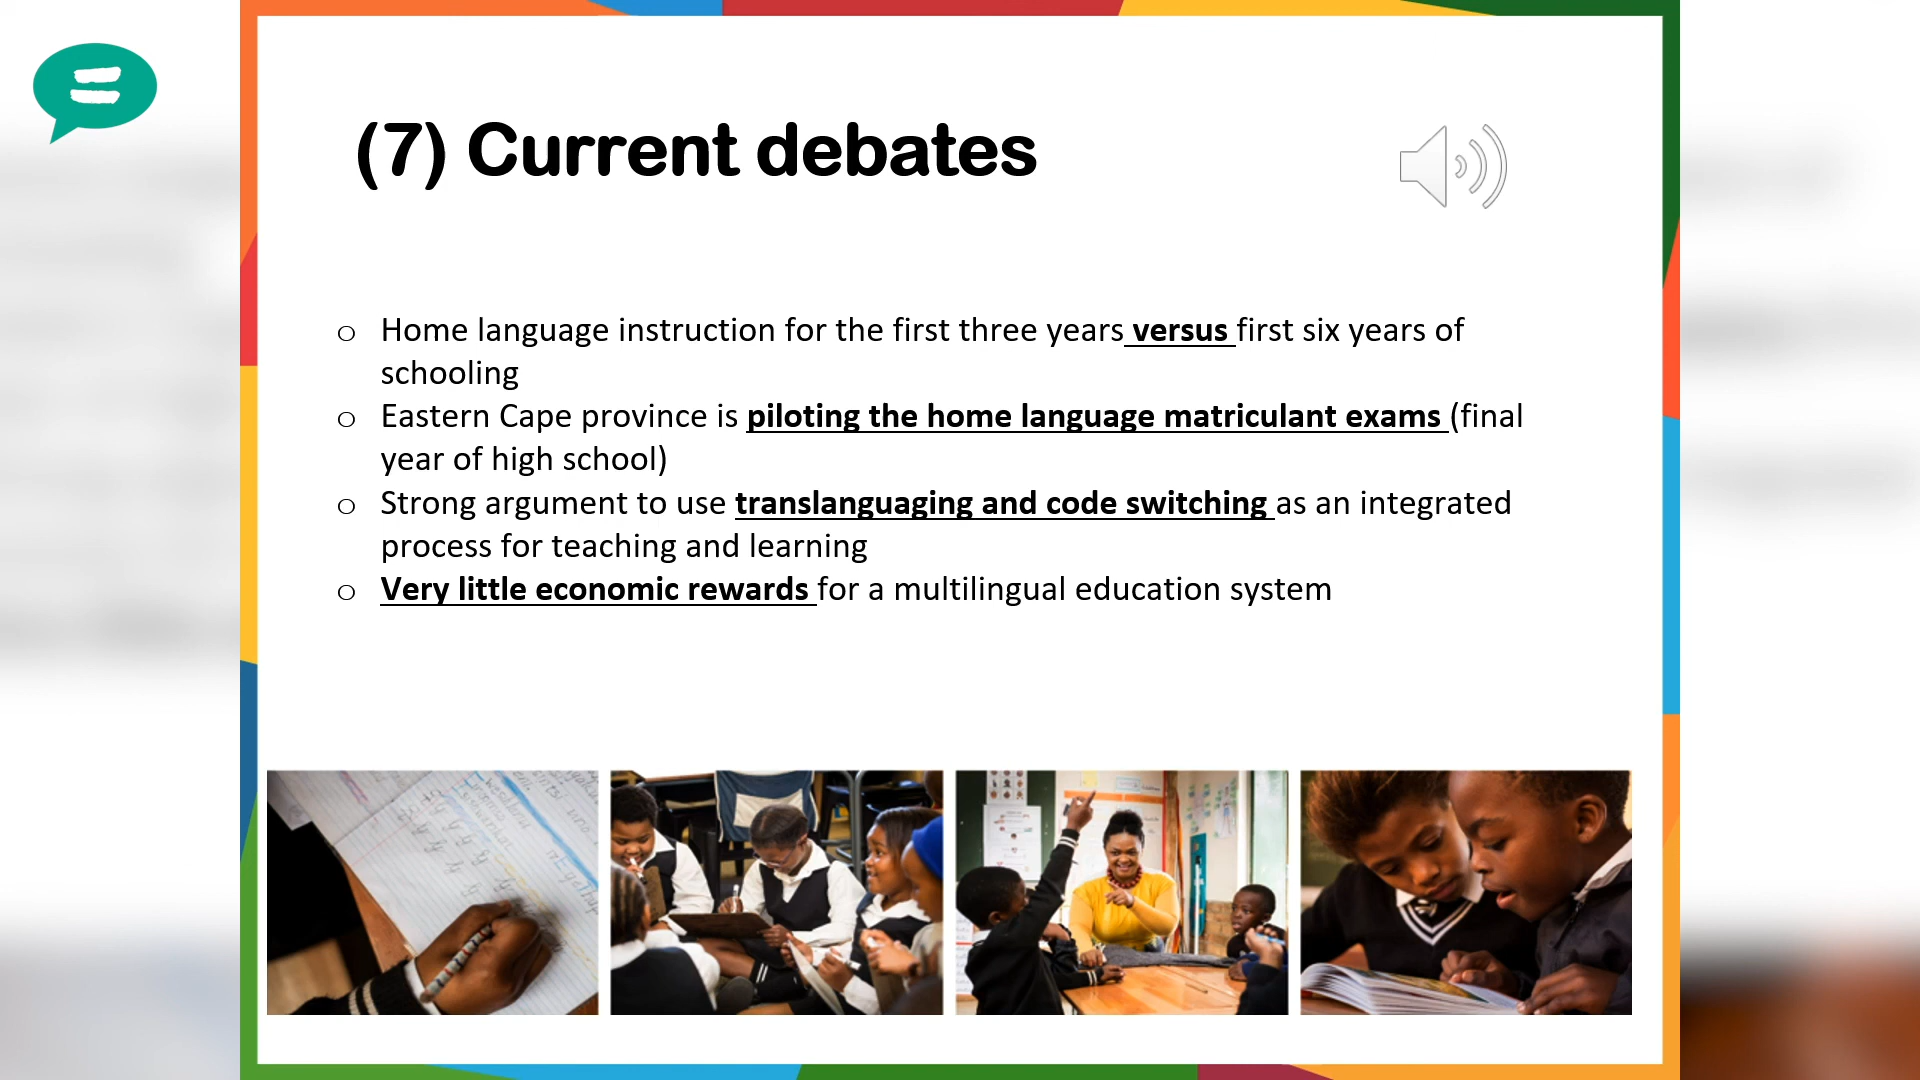 (7) Current debates
o Home language instruction for the first three years versus first six years of
schooling
o Eastern Cape province is piloting the home language matriculant exams (final
year of high school)
o Strong argument to use translanguaging and code switching as an integrated
process for teaching and learning
o Very little economic rewards for a multilingual education system